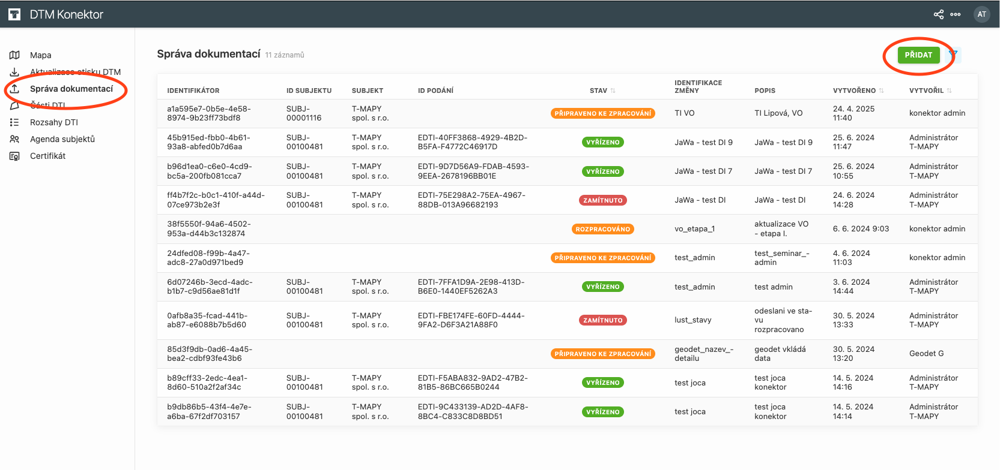 DTM Konektor
AT
Mapa
Aktualizace otisku DTM
Správa dokumentací
Části DTI
Rozsahy DTI
Agenda subjektů
Certifikát
Správa dokumentací 11 záznamů
PŘIDAT
IDENTIFIKÁTOR ID SUBJEKTU SUBJEKT ID PODÁNÍ STAV IDENTIFIKACE ZMĚNY POPIS VYTVOŘENO VYTVOŘIL
a1a595e7-0b5e-4e58- SUBJ- T-MAPY 24. 4. 2025
8974-9b23ff73bdf8 00001116 spol. s r.o. PŘIPRAVENO KE ZPRACOVÁNÍ TI VO TI Lipová, VO 11:40 konektor admin
45b915ed-fbb0-4b61- SUBJ- T-MAPY EDTI-40FF3868-4929-4B2D- 25. 6. 2024 Administrátor
93a8-abfed0b7d6aa 00100481 spol. s r.o. B5FA-F4772C46917D VYŘÍZENO JaWa - test DI 9 JaWa - test DI 9 11:47 T-MAPY
b96d1ea0-c6e0-4cd9- SUBJ- T-MAPY EDTI-9D7D56A9-FDAB-4593- 25. 6. 2024 Administrátor
bc5a-200fb081cca7 00100481 spol. s r.o. 9EEA-2678196BB01E VYŘÍZENO JaWa - test DI 7 JaWa - test DI 7 10:55 T-MAPY
ff4b7f2c-b0c1-410f-a44d- SUBJ- T-MAPY EDTI-75E298A2-75EA-4967- 24. 6. 2024 Administrátor
07ce973b2e3f 00100481 spol. s r.o. 88DB-013A96682193 ZAMÍTNUTO JaWa - test DI JaWa - test DI 14:28 T-MAPY
38f5550f-94a6-4502- aktualizace VO
953a-d44b3c132874 ROZPRACOVÁNO vo_etapa_1 - etapa I. 6. 6. 2024 9:03 konektor admin
24dfed08-f99b-4a47- test_seminar_- 4. 6. 2024
adc8-27a0d971bed9 PŘIPRAVENO KE ZPRACOVÁNÍ test_admin admin 11:03 konektor admin
6d07246b-3ecd-4adc- SUBJ- T-MAPY EDTI-7FFA1D9A-2E98-413D- 3. 6. 2024 Administrátor
b1b7-c9d56ae81d1f 00100481 spol. s r.o. B6E0-1440EF5262A3 VYŘÍZENO test_admin test admin 14:44 T-MAPY
odeslani ve sta-
0afb8a35-fcad-441b- SUBJ- T-MAPY EDTI-FBE174FE-60FD-4444- vu 30. 5. 2024 Administrátor
ab87-e6088b7b5d60 00100481 spol. s r.o. 9FA2-D6F3A21A88F0 ZAMÍTNUTO lust_stavy rozpracovano 13:33 T-MAPY
85d3f9db-0ad6-4a45- geodet_nazev_- geodet vkládá 30. 5. 2024
bea2-cdbf93fe43b6 PŘIPRAVENO KE ZPRACOVÁNÍ detailu data 13:20 Geodet G
b89cff33-2edc-4ea1- SUBJ- T-MAPY EDTI-F5ABA832-9AD2-47B2- test joca 14. 5. 2024 Administrátor
8d60-510a2f2af34c 00100481 spol. s r.o. 81B5-86BC665B0244 VYŘÍZENO test joca konektor 14:16 T-MAPY
b9db86b5-43f4-4e7e- SUBJ- T-MAPY EDTI-9C433139-AD2D-4AF8- test joca 14. 5. 2024 Administrátor
a6ba-67f2df703157 00100481 spol. s r.o. 8BC4-C833C8D8BD51 VYŘÍZENO test joca konektor 14:14 T-MAPY